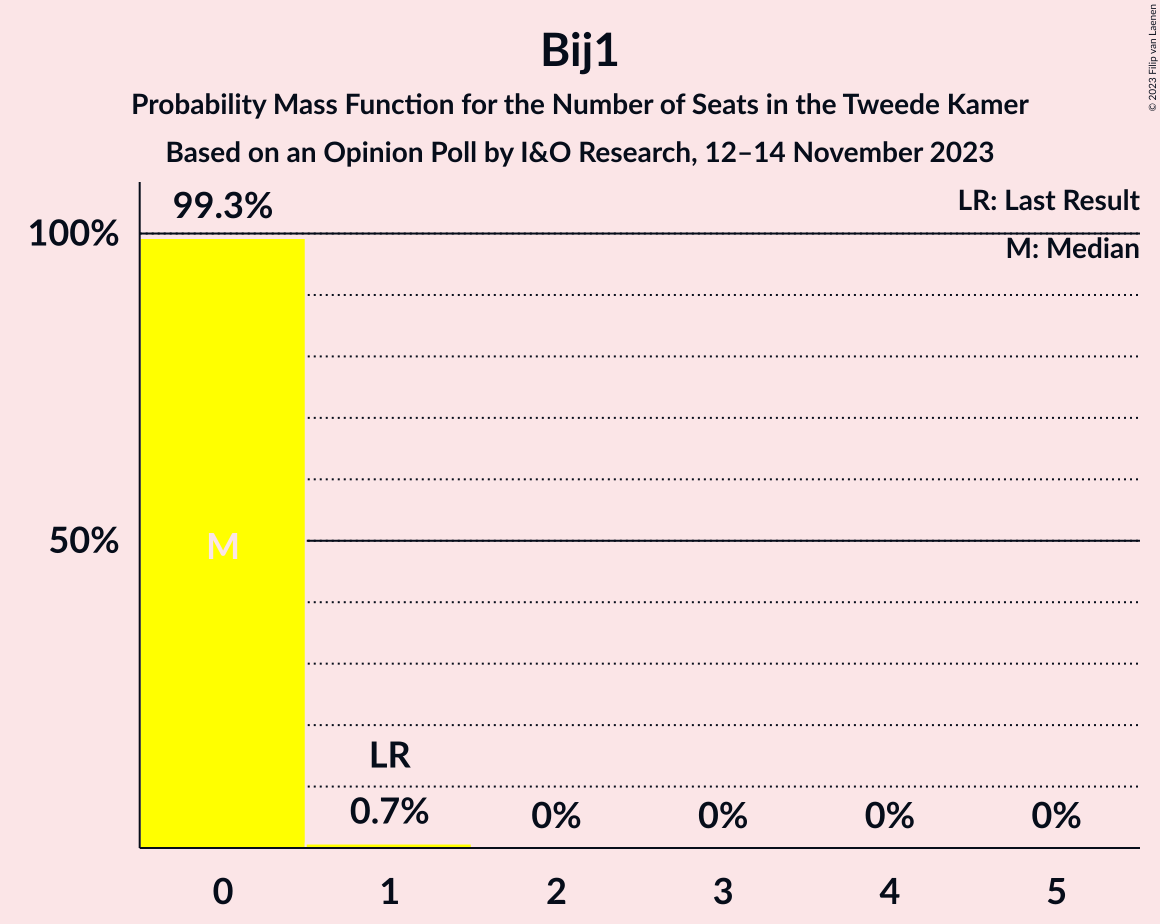 Bij1
Probability Mass Function for the Number of Seats in the Tweede Kamer
Based on an Opinion Poll by I&O Research, 12–14 November 2023
© 2023 Filip van Laenen
99.3%
LR: Last Result
100%
M: Median
50%
M
LR
0.7% 0% 0% 0% 0%
0 1 2 3 4 5